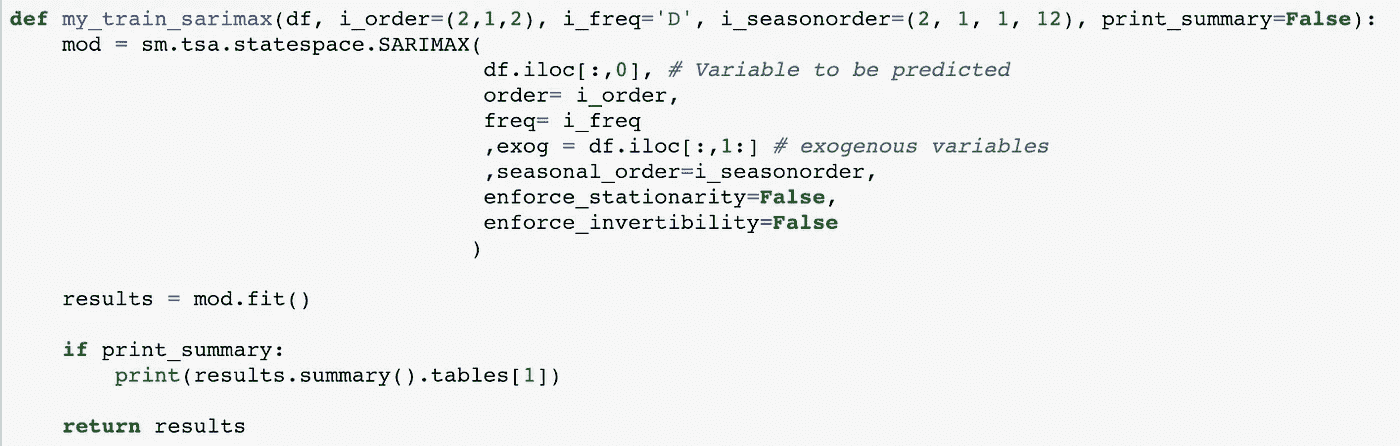 def my_train_sarimax(df, i_order=(2,1,2), i_freq='D', i_seasonorder=(2, 1, 1, 12), print_summary=False):
    mod = sm.tsa.statespace.SARIMAX(
                                    df.iloc[:,0], # Variable to be predicted
                                    order= i_order,
                                    freq= i_freq
                                    ,exog = df.iloc[:,1:] # exogenous variables
                                    ,seasonal_order=i_seasonorder,
                                    enforce_stationarity=False,
                                    enforce_invertibility=False
                                   )
    results = mod.fit()
    if print_summary:
        print(results.summary().tables[1])
    return results